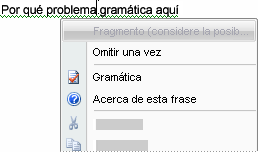 Por qué problema gramática aquí
Fragmento (considere la posib...
Omitir una vez
Gramática
Acerca de esta frase